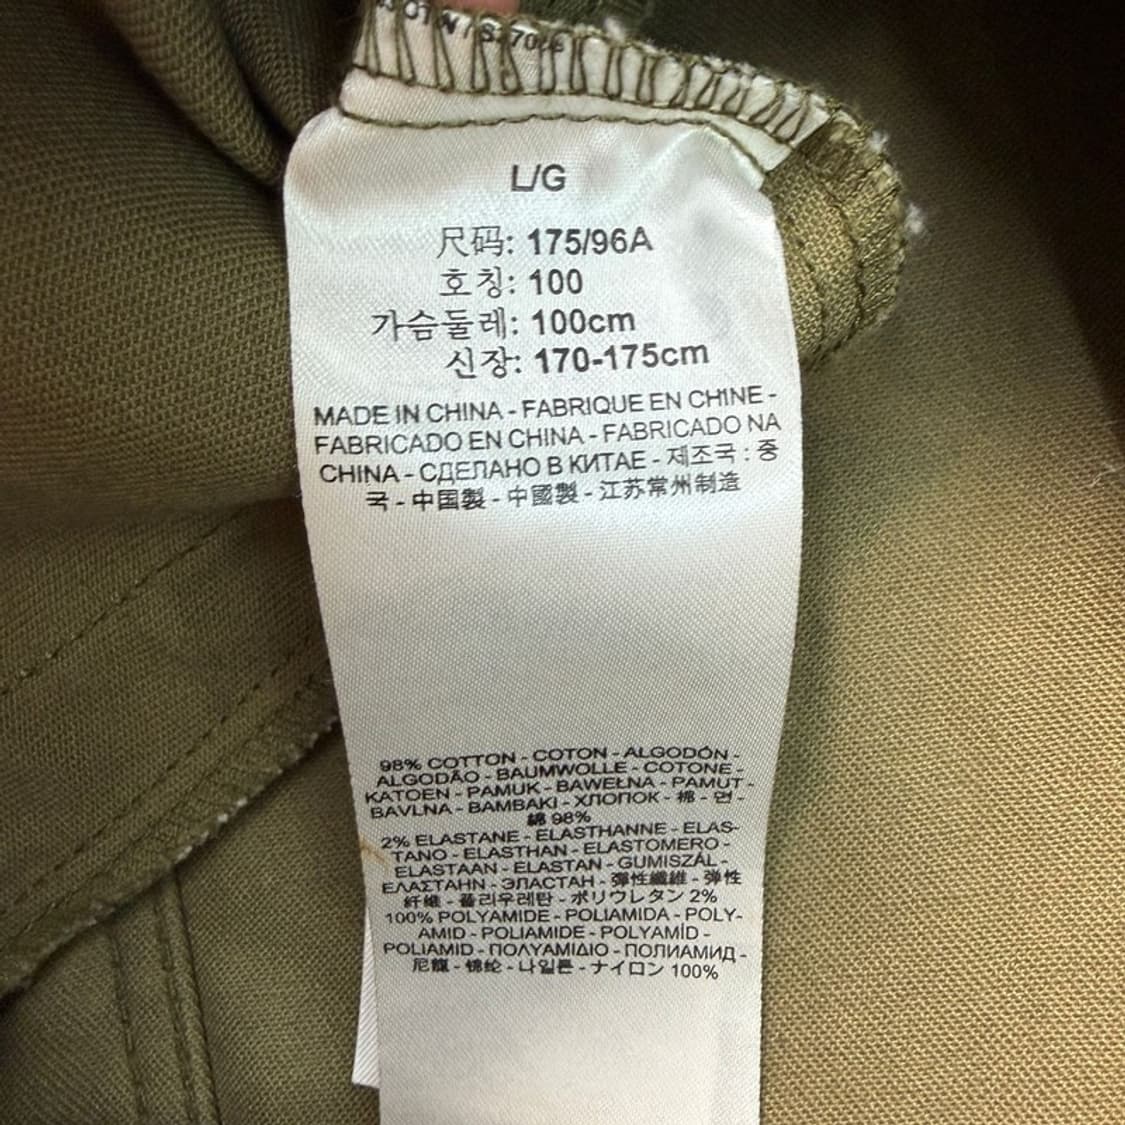 L/G
尺码: 175/96A
호칭: 100
가슴둘레: 100cm
신장: 170-175cm
MADE IN CHINA - FABRIQUE EN CHINE -
FABRICADO EN CHINA - FABRICADO NA
CHINA - СДЕЛАНО В КИТАЕ - 제조국 : 중
국 - 中国製 - 中國製 - 江苏常州制造
98% COTTON - COTON - ALGODÓN -
ALGODÃO - BAUMWOLLE - COTONE -
KATOEN - PAMUK - BAWEŁNA - PAMUT -
BAVLNA - BAMBAKI - ХЛОПОК - 棉 - 면 -
綿 98%
2% ELASTANE - ELASTHANNE - ELAS-
TANO - ELASTHAN - ELASTOMERO -
ELASTAAN - ELASTAN - GUMISZÁL -
ΕΛΑΣΤΑΗΝ - ЭЛАСТАН - 彈性纖維 - 弹性
纤维 - 폴리우레탄 - ポリウレタン 2%
100% POLYAMIDE - POLIAMIDA - POLY-
AMID - POLIAMIDE - POLYAMÍD -
POLIAMID - ΠΟΛΥΑΜΙΔΙΟ - ПОЛИАМИД -
尼龍 - 锦纶 - 나일론 - ナイロン 100%